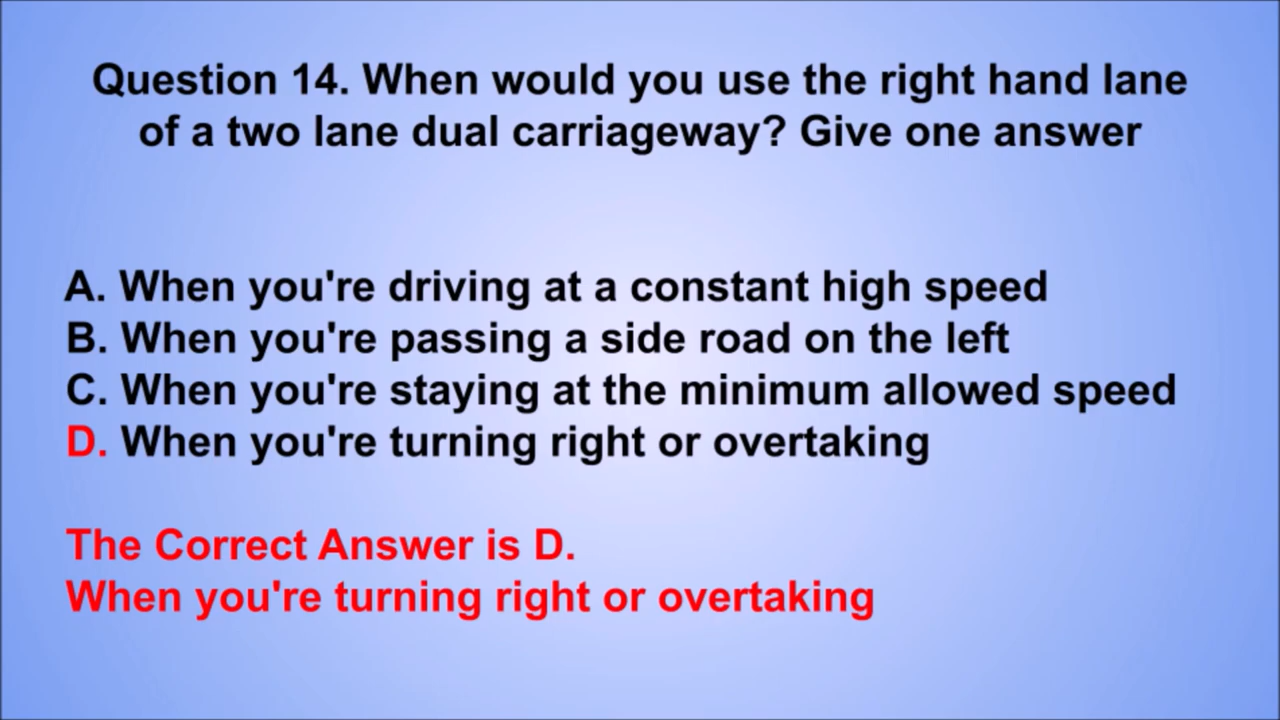 Question 14. When would you use the right hand lane
of a two lane dual carriageway? Give one answer
A. When you're driving at a constant high speed
B. When you're passing a side road on the left
C. When you're staying at the minimum allowed speed
D. When you're turning right or overtaking
The Correct Answer is D.
When you're turning right or overtaking